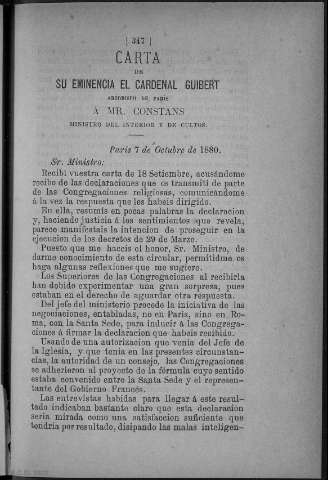 [ 347 ]
CARTA
DE
SU EMINENCIA EL CARDENAL GUIBERT
ARZOBISPO DE PARIS
Á MR. CONSTANS
MINISTRO DEL INTERIOR Y DE CULTOS.
Paris 7 de Octubre de 1880.
Sr. Ministro:
Recibí vuestra carta de 18 Setiembre, acusándome
recibo de las declaraciones que os transmití de parte
de las Congregaciones religiosas, comunicándome
á la vez la respuesta que les habeis dirigido.
En ella, resumís en pocas palabras la declaracion
y, haciendo justicia á los sentimientos que revela,
parece manifestais la intencion de proseguir en la
ejecucion de los decretos de 29 de Marzo.
Puesto que me haceis el honor, Sr. Ministro, de
darme conocimiento de esta circular, permitidme os
haga algunas reflexiones que me sugiere.
Los Superiores de las Congregaciones al recibirla
han debido experimentar una gran sorpresa, pues
estaban en el derecho de aguardar otra respuesta.
Del jefe del ministerio precede la iniciativa de las
negociaciones, entabladas, no en Paris, sino en Ro-
ma, con la Santa Sede, para inducir á las Congrega-
ciones á firmar la declaracion que habeis recibido.
Usando de una autorizacion que venia del Jefe de
la Iglesia, y que tenia en las presentes circunstan-
cias, la autoridad de un consejo, las Congregaciones
se adherieron al proyecto de la fórmula cuyo sentido
estaba convenido entre la Santa Sede y el represen-
tante del Gobierno Francés.
Las entrevistas habidas para llegar á este resul-
tado indicaban bastante claro que esta declaracion
seria mirada como una satisfaccion suficiente que
tendria por resultado, disipando las malas inteligen-